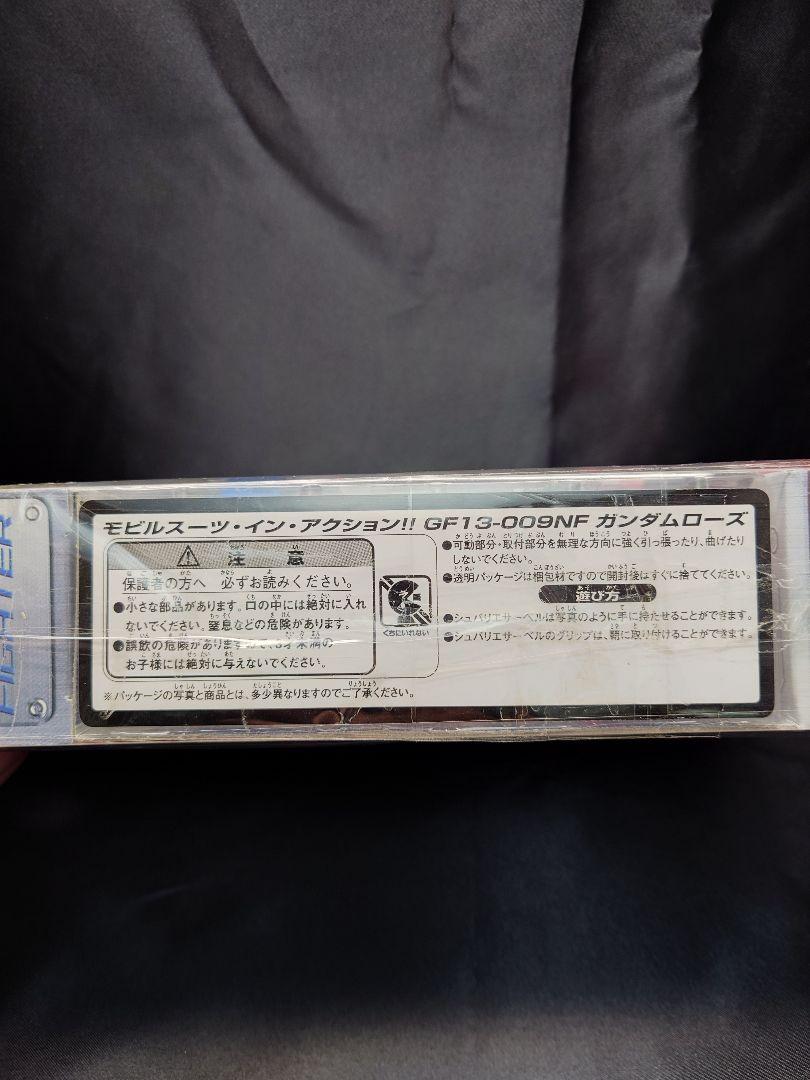 FIGHTER
モビルスーツ・イン・アクション!! GF13-009NF ガンダムローズ
注意
保護者の方へ 必ずお読みください。
●小さな部品があります。口の中には絶対に入れ
ないでください。窒息などの危険があります。
●誤飲の危険がありますので
お子様には絶対に与えないでください。
くちにいれない
※パッケージの写真と商品とは、多少異なりますのでご了承ください。
●可動部分・取付部分を無理な方向に強く引っ張ったり、曲げたり
しないでください。
●透明パッケージは梱包材ですので開封後はすぐに捨ててください。
遊び方
●シュバリエサーベルは写真のように手に持たせることができます。
●シュバリエサーベルのグリップは、腰に取り付けることができます。